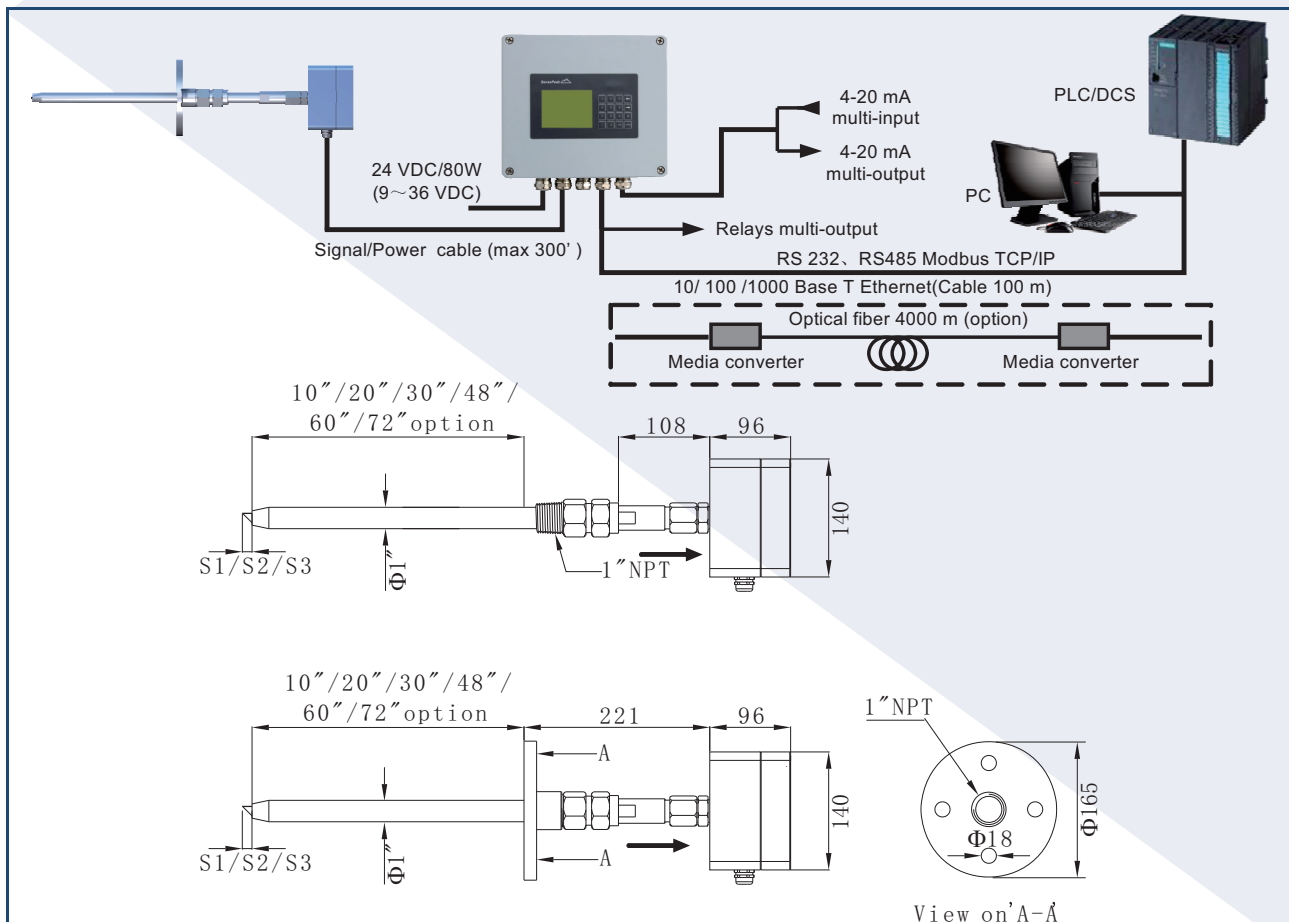 PLC/DCS
4-20 mA
multi-input
4-20 mA
multi-output
24 VDC/80W
(9～36 VDC)
PC
Relays multi-output
Signal/Power cable (max 300' )
RS 232、RS485 Modbus TCP/IP
10/ 100 /1000 Base T Ethernet(Cable 100 m)
Optical fiber 4000 m (option)
Media converter
Media converter
10″/20″/30″/48″/
60″/72″option
108
96
140
S1/S2/S3
Φ1″
1″NPT
10″/20″/30″/48″/
60″/72″option
221
96
A
A
140
S1/S2/S3
Φ1″
1″NPT
Φ165
Φ18
View on'A-A'